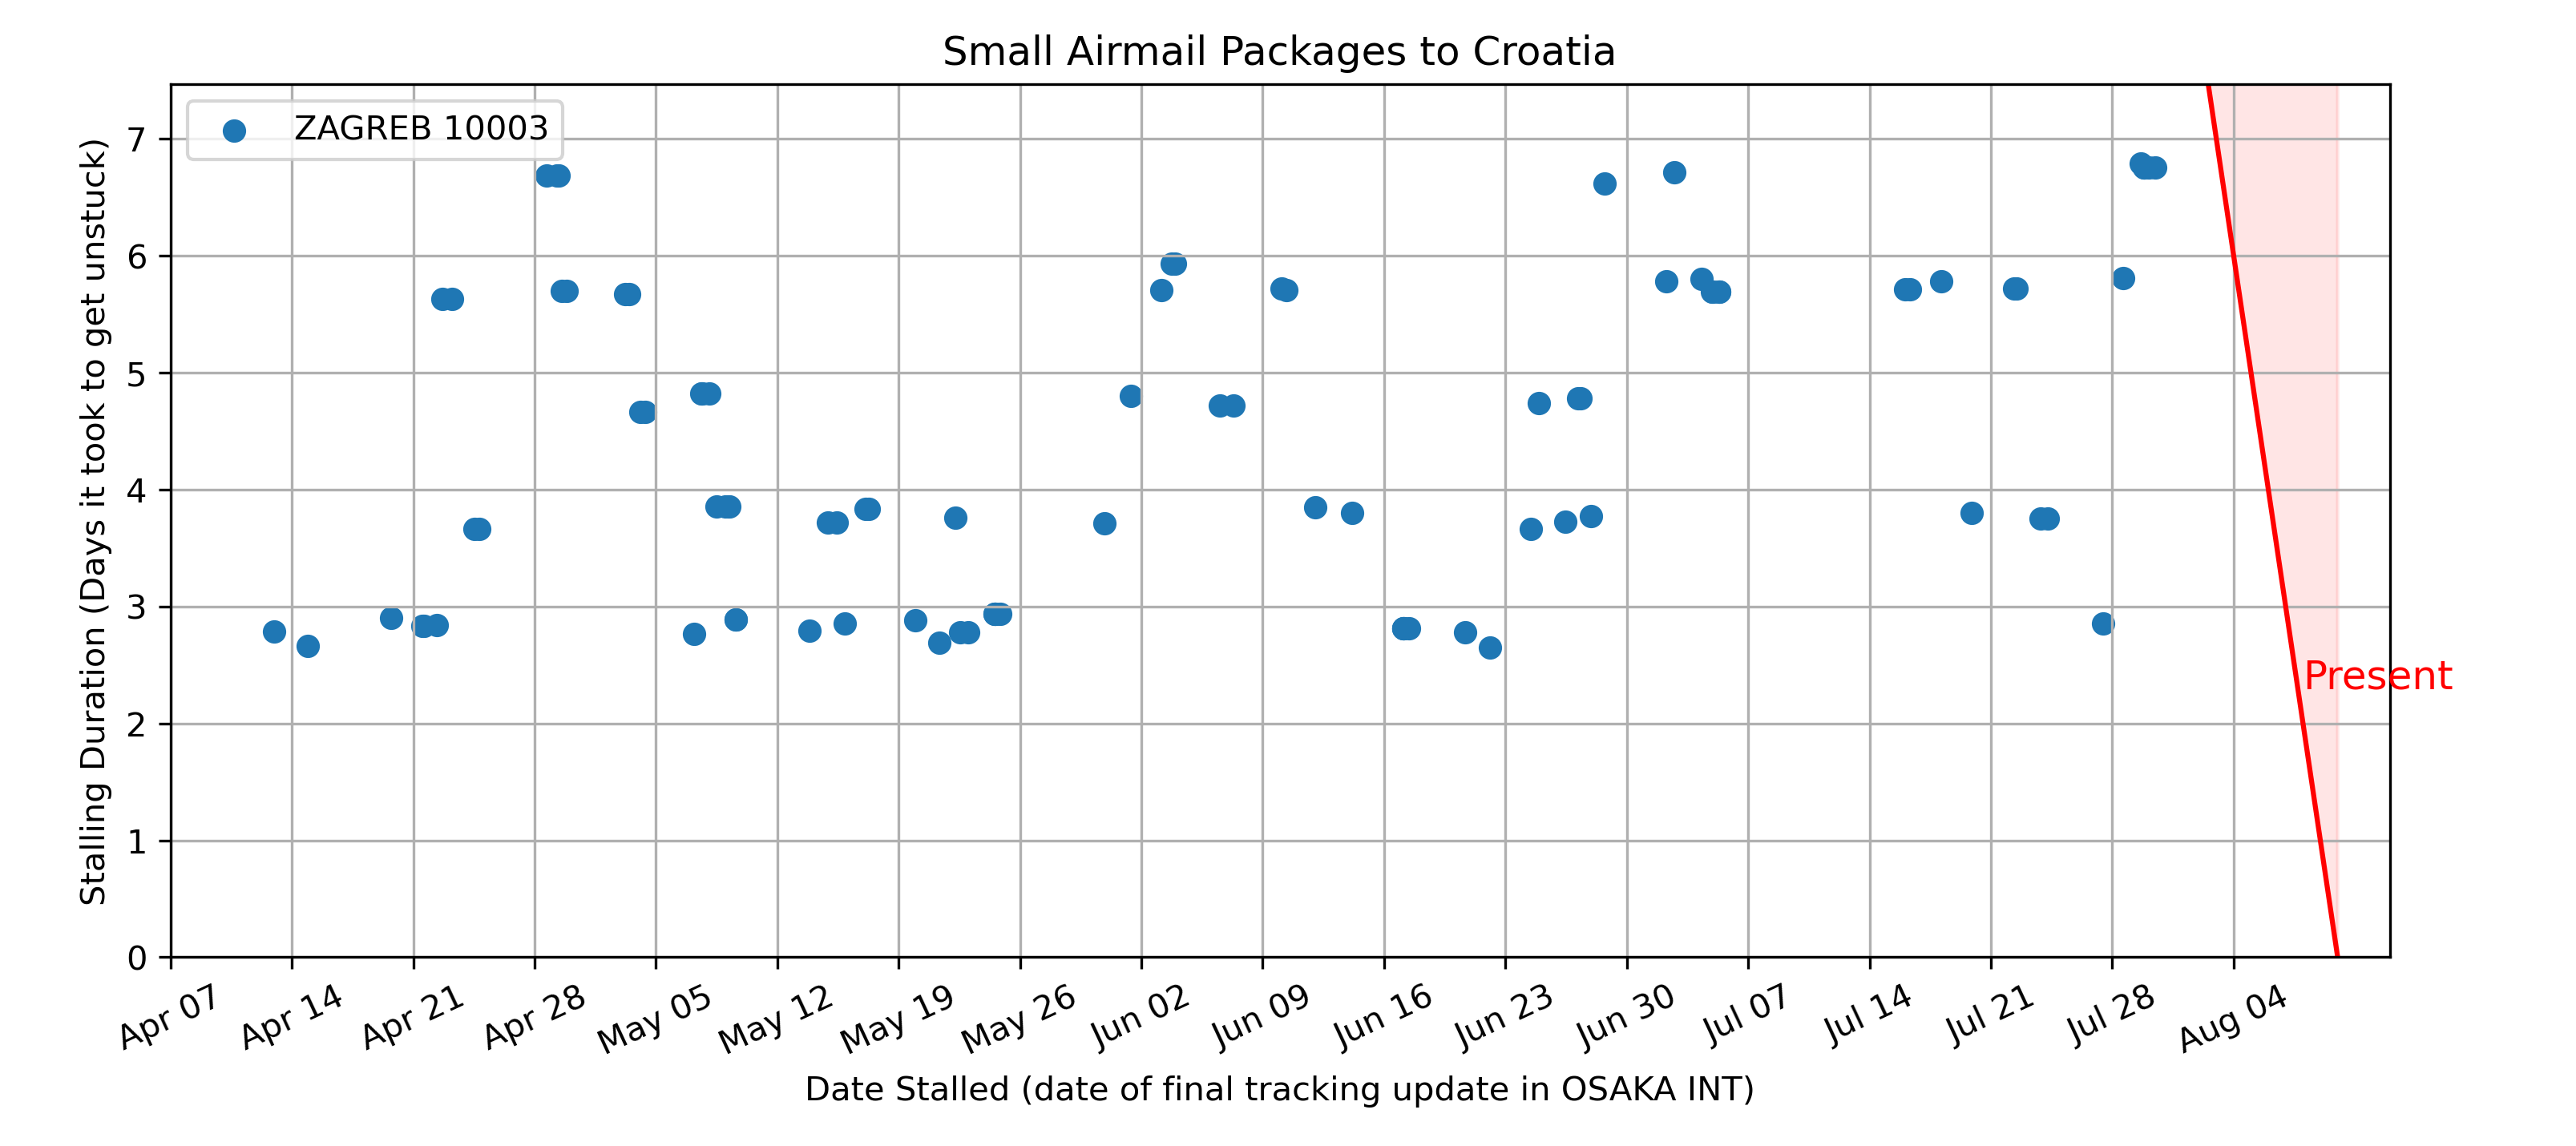 Small Airmail Packages to Croatia
ZAGREB 10003
Stalling Duration (Days it took to get unstuck)
7
6
5
4
3
2
1
0
Present
Apr 07
Apr 14
Apr 21
Apr 28
May 05
May 12
May 19
May 26
Jun 02
Jun 09
Jun 16
Jun 23
Jun 30
Jul 07
Jul 14
Jul 21
Jul 28
Aug 04
Date Stalled (date of final tracking update in OSAKA INT)